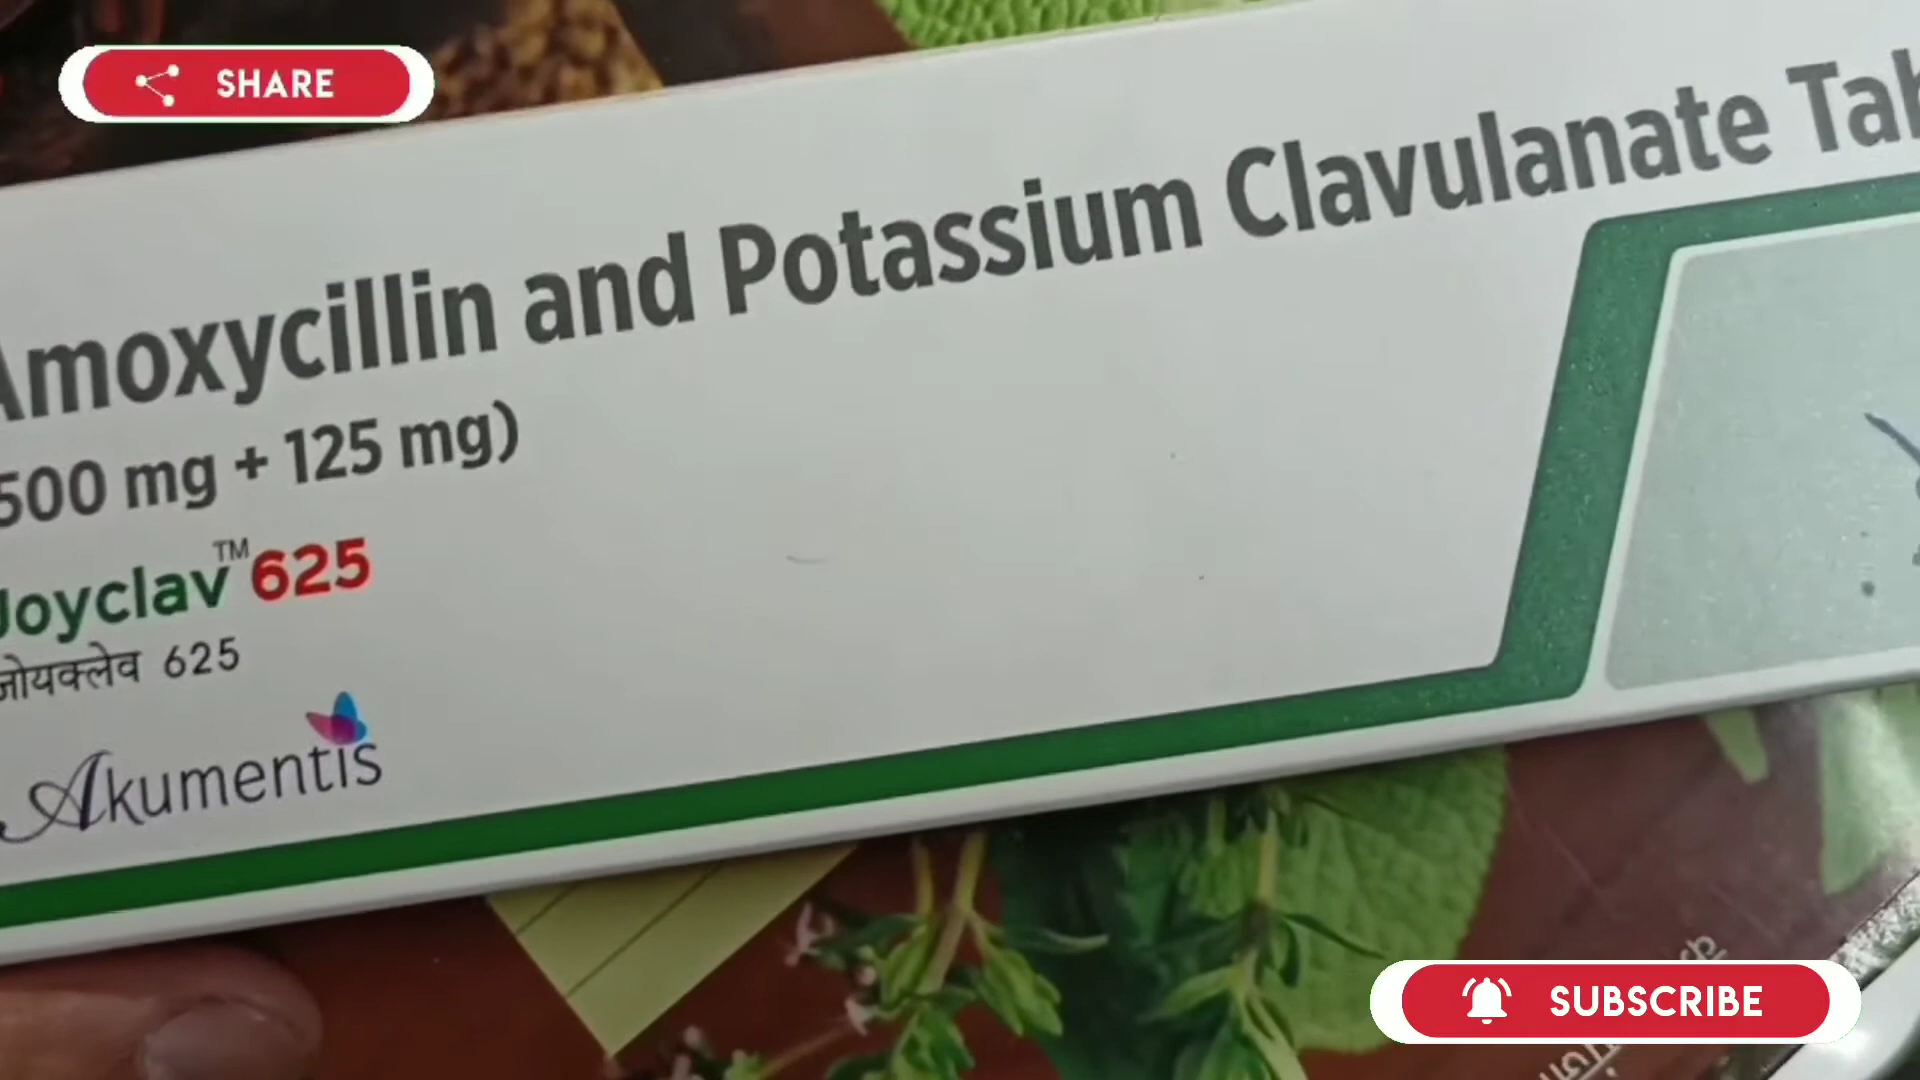 SHARE
Amoxycillin and Potassium Clavulanate Tab
500 mg + 125 mg)
Joyclav™ 625
जोयक्लेव 625
Akumentis
SUBSCRIBE